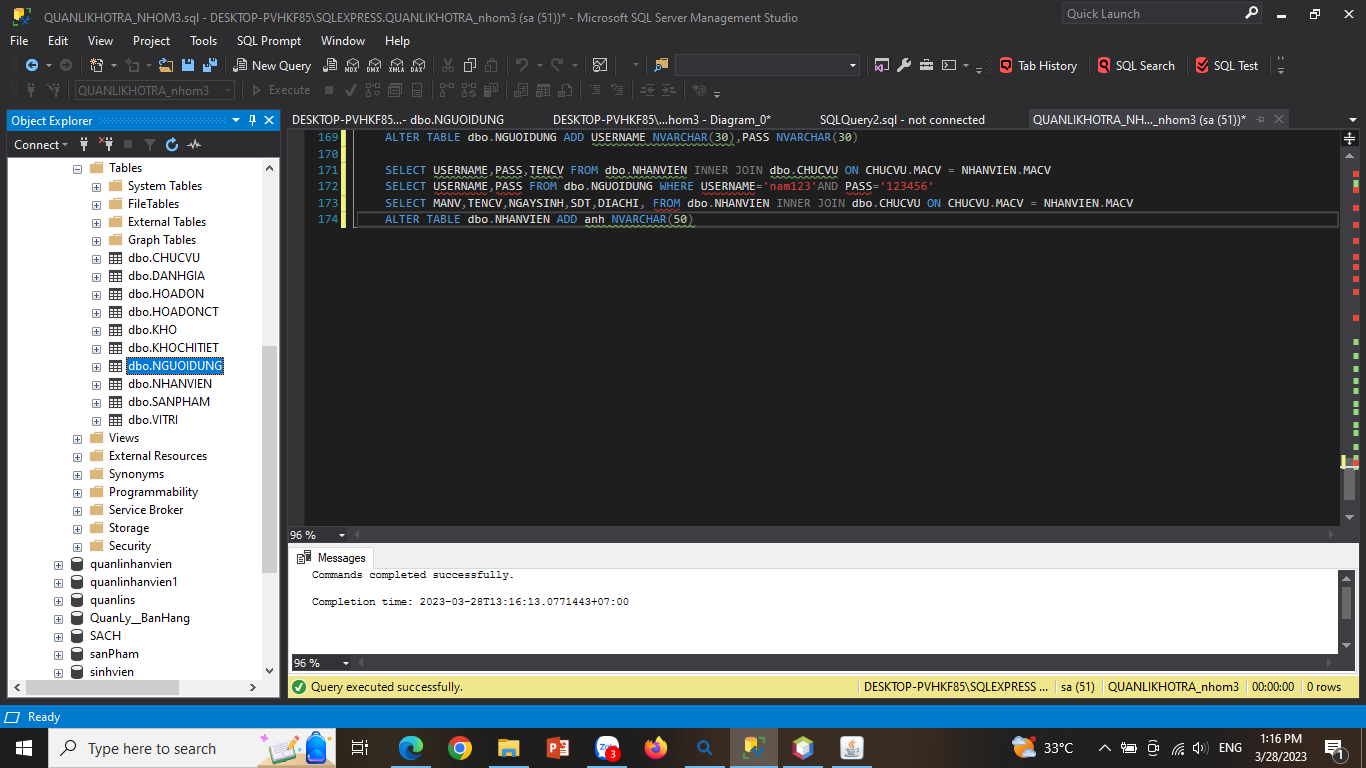 QUANLIKHOTRA_NHOM3.sql - DESKTOP-PVHKF85\SQLEXPRESS.QUANLIKHOTRA_nhom3 (sa (51))* - Microsoft SQL Server Management Studio
Quick Launch
File Edit View Project Tools SQL Prompt Window Help
New Query MDX DMX XMLA DAX Tab History SQL Search SQL Test
QUANLIKHOTRA_nhom3 Execute
Object Explorer
Connect
DESKTOP-PVHKF85... - dbo.NGUOIDUNG DESKTOP-PVHKF85\...hom3 - Diagram_0* SQLQuery2.sql - not connected QUANLIKHOTRA_NH..._nhom3 (sa (51))*
169 ALTER TABLE dbo.NGUOIDUNG ADD USERNAME NVARCHAR(30),PASS NVARCHAR(30)
170
171 SELECT USERNAME,PASS,TENCV FROM dbo.NHANVIEN INNER JOIN dbo.CHUCVU ON CHUCVU.MACV = NHANVIEN.MACV
172 SELECT USERNAME,PASS FROM dbo.NGUOIDUNG WHERE USERNAME='nam123'AND PASS='123456'
173 SELECT MANV,TENCV,NGAYSINH,SDT,DIACHI, FROM dbo.NHANVIEN INNER JOIN dbo.CHUCVU ON CHUCVU.MACV = NHANVIEN.MACV
174 ALTER TABLE dbo.NHANVIEN ADD anh NVARCHAR(50)
Tables
System Tables
FileTables
External Tables
Graph Tables
dbo.CHUCVU
dbo.DANHGIA
dbo.HOADON
dbo.HOADONCT
dbo.KHO
dbo.KHOCHITIET
dbo.NGUOIDUNG
dbo.NHANVIEN
dbo.SANPHAM
dbo.VITRI
Views
External Resources
Synonyms
Programmability
Service Broker
Storage
Security
quanlinhanvien
quanlinhanvien1
quanlins
QuanLy__BanHang
SACH
sanPham
sinhvien
96 %
Messages
Commands completed successfully.
Completion time: 2023-03-28T13:16:13.0771443+07:00
96 %
Query executed successfully. DESKTOP-PVHKF85\SQLEXPRESS ... sa (51) QUANLIKHOTRA_nhom3 00:00:00 0 rows
Ready
Type here to search
3
33°C
ENG
1:16 PM
3/28/2023
1